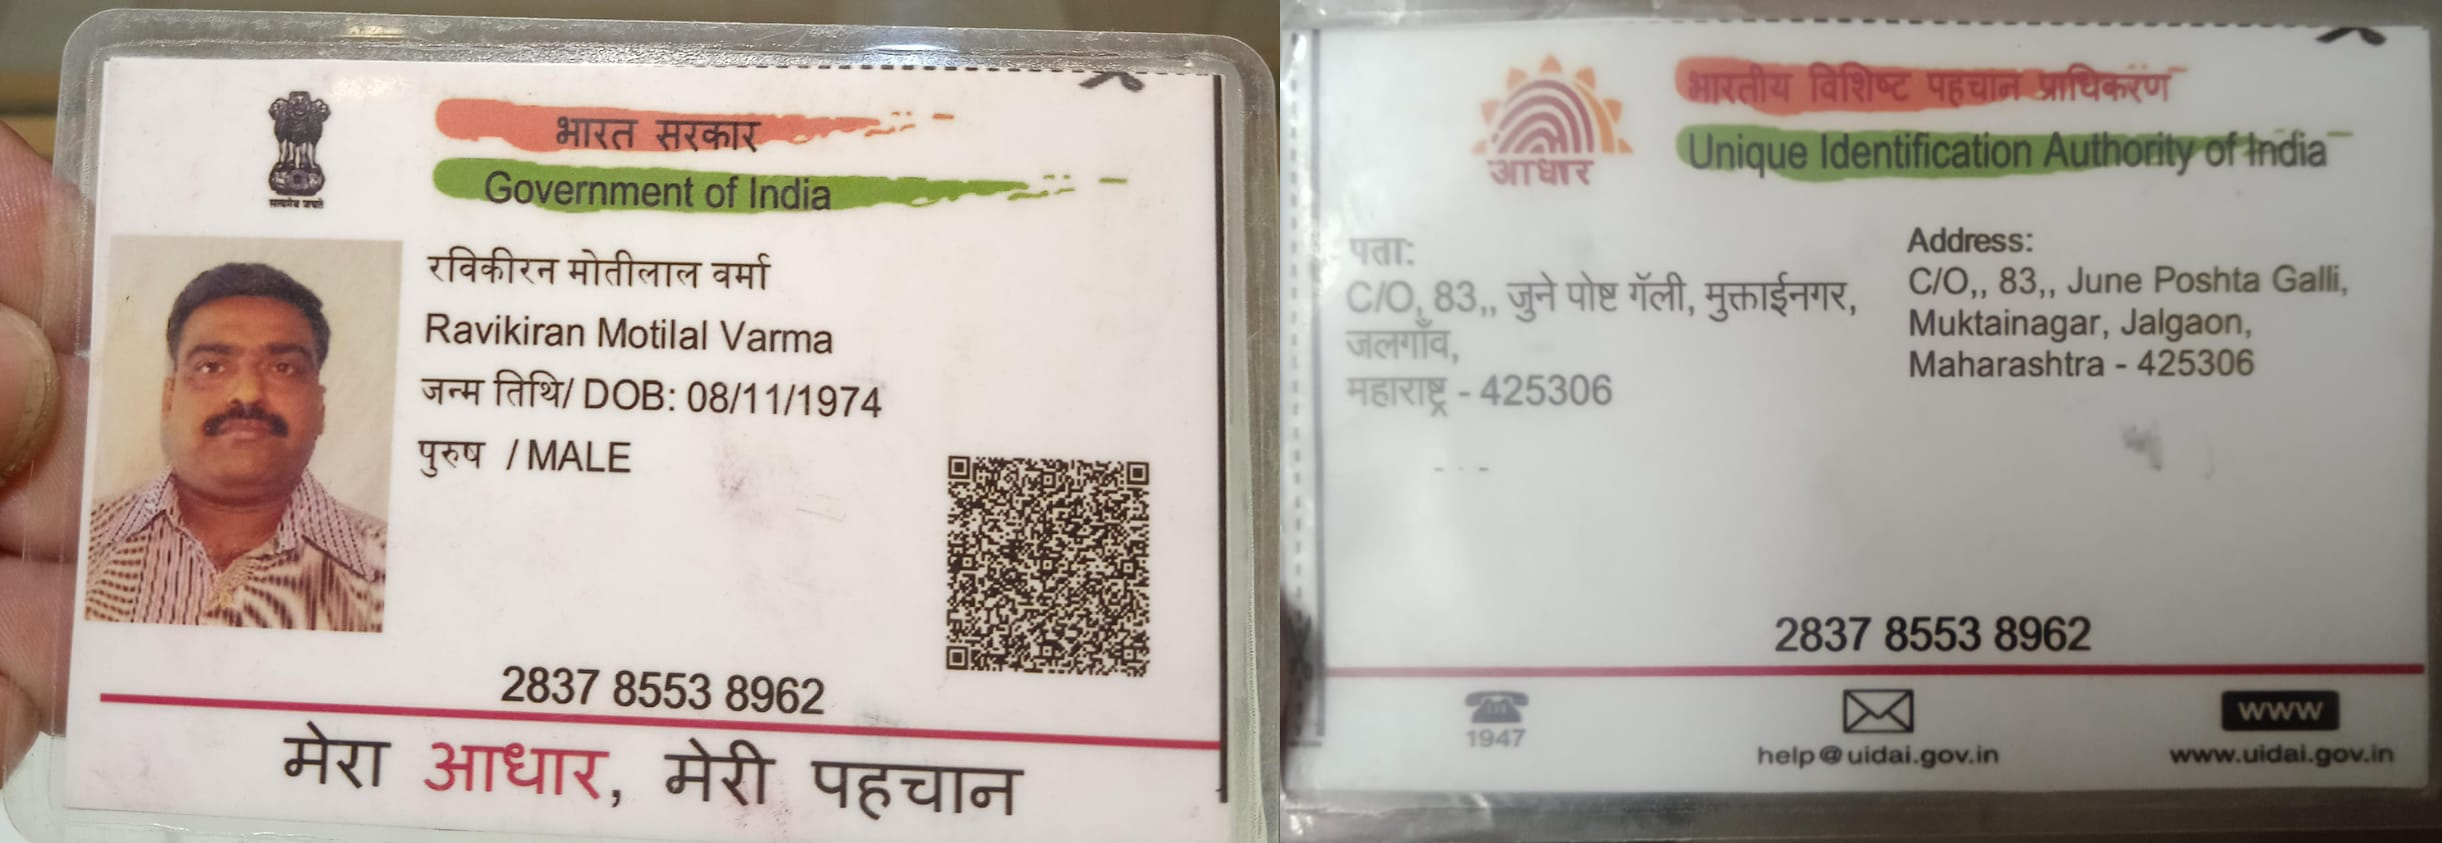 भारत सरकार
Government of India
सत्यमेव जयते
रविकीरन मोतीलाल वर्मा
Ravikiran Motilal Varma
जन्म तिथि/ DOB: 08/11/1974
पुरुष / MALE
2837 8553 8962
मेरा आधार, मेरी पहचान
भारतीय विशिष्ट पहचान प्राधिकरण
Unique Identification Authority of India
आधार
पता:
C/O, 83,, जुने पोष्ट गॅली, मुक्ताईनगर,
जलगाँव,
महाराष्ट्र - 425306
Address:
C/O,, 83,, June Poshta Galli,
Muktainagar, Jalgaon,
Maharashtra - 425306
2837 8553 8962
1947
help@uidai.gov.in
www
www.uidai.gov.in